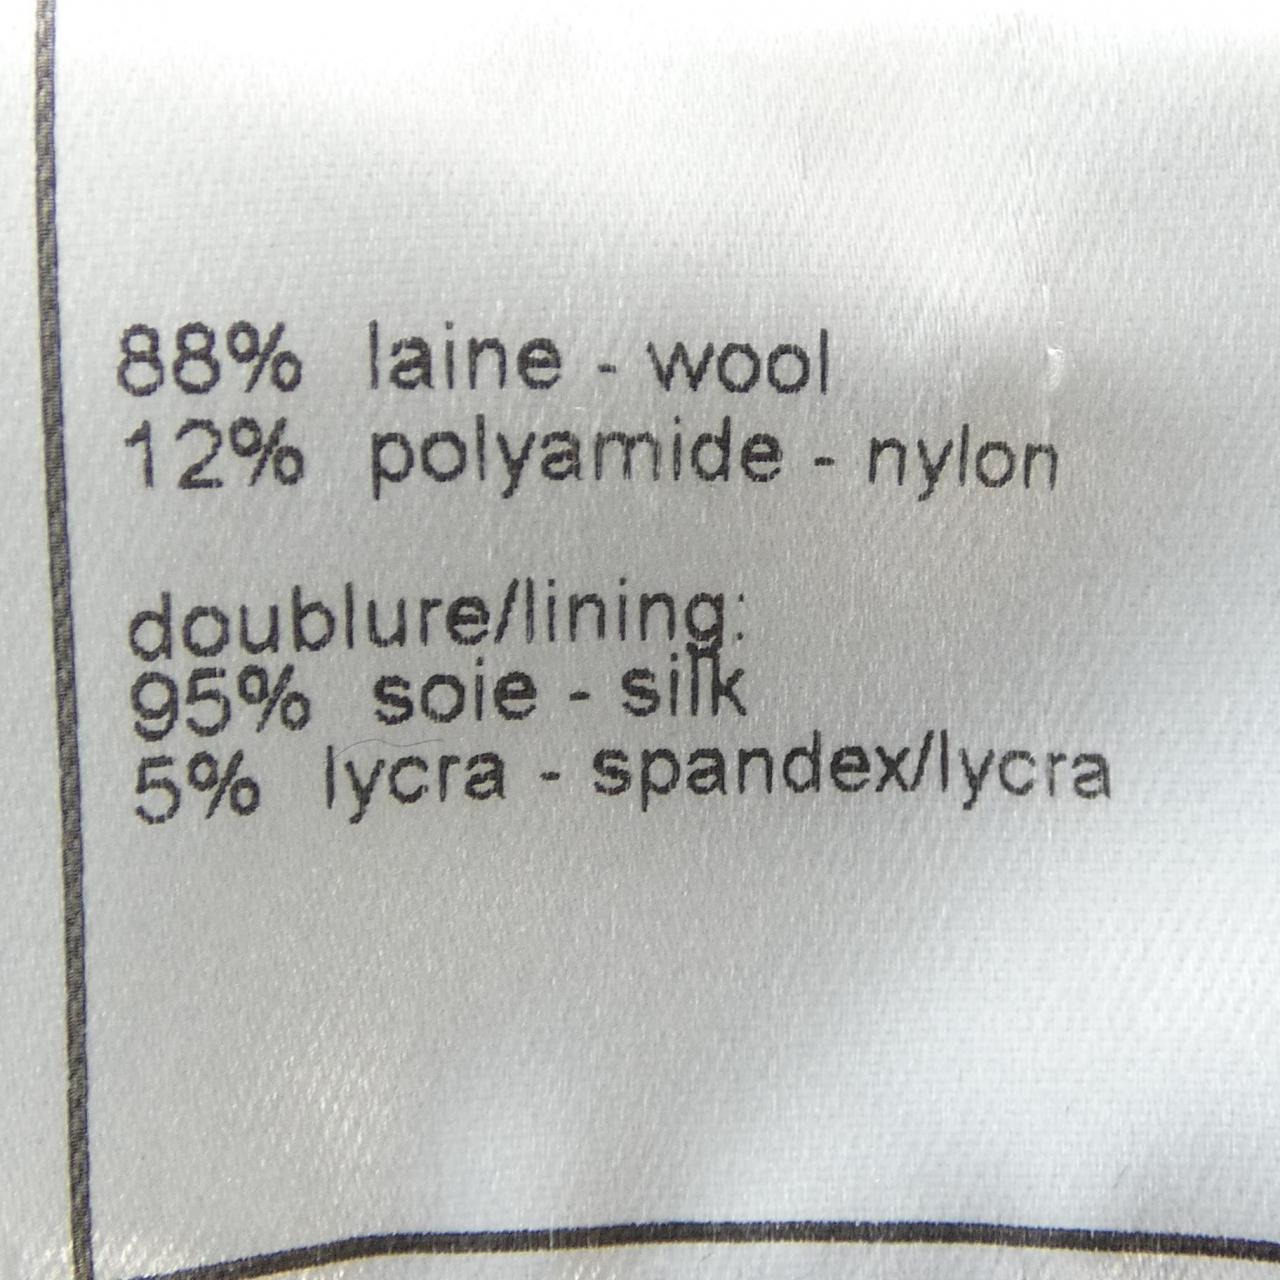 88% laine - wool
12% polyamide - nylon
doublure/lining:
95% soie - silk
5% lycra - spandex/lycra